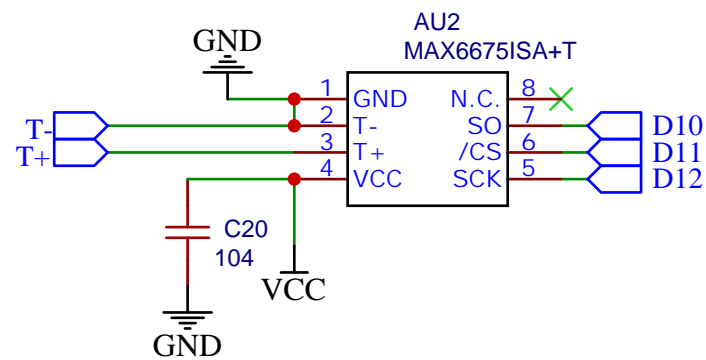 AU2
MAX6675ISA+T
GND
1 GND N.C. 8
T- 2 T- SO 7 D10
T+ 3 T+ /CS 6 D11
4 VCC SCK 5 D12
C20
104
VCC
GND